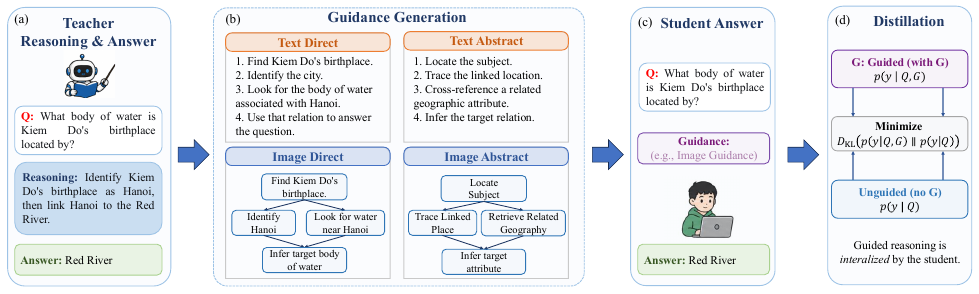 (a)
Teacher
Reasoning & Answer
Q: What body of water is
Kiem Do's birthplace
located by?
Reasoning: Identify Kiem
Do's birthplace as Hanoi,
then link Hanoi to the Red
River.
Answer: Red River
(b)
Guidance Generation
Text Direct
1. Find Kiem Do's birthplace.
2. Identify the city.
3. Look for the body of water
associated with Hanoi.
4. Use that relation to answer
the question.
Text Abstract
1. Locate the subject.
2. Trace the linked location.
3. Cross-reference a related
geographic attribute.
4. Infer the target relation.
Image Direct
Find Kiem Do's
birthplace.
Identify
Hanoi
Look for water
near Hanoi
Infer target body
of water
Image Abstract
Locate
Subject
Trace Linked
Place
Retrieve Related
Geography
Infer target
attribute
(c)
Student Answer
Q: What body of water
is Kiem Do's birthplace
located by?
Guidance:
(e.g., Image Guidance)
Answer: Red River
(d)
Distillation
G: Guided (with G)
p(y | Q, G)
Minimize
D_KL(p(y|Q, G) ∥ p(y|Q))
Unguided (no G)
p(y | Q)
Guided reasoning is
interalized by the student.